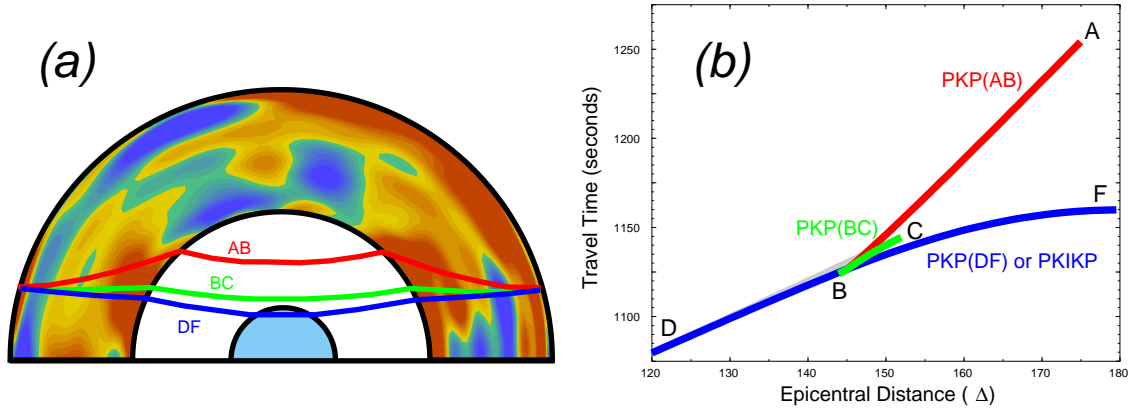 (a)
AB
BC
DF
(b)
Travel Time (seconds)
1250
1200
1150
1100
A
PKP(AB)
F
PKP(BC)
C
PKP(DF) or PKIKP
B
D
120 130 140 150 160 170 180
Epicentral Distance ( Δ)